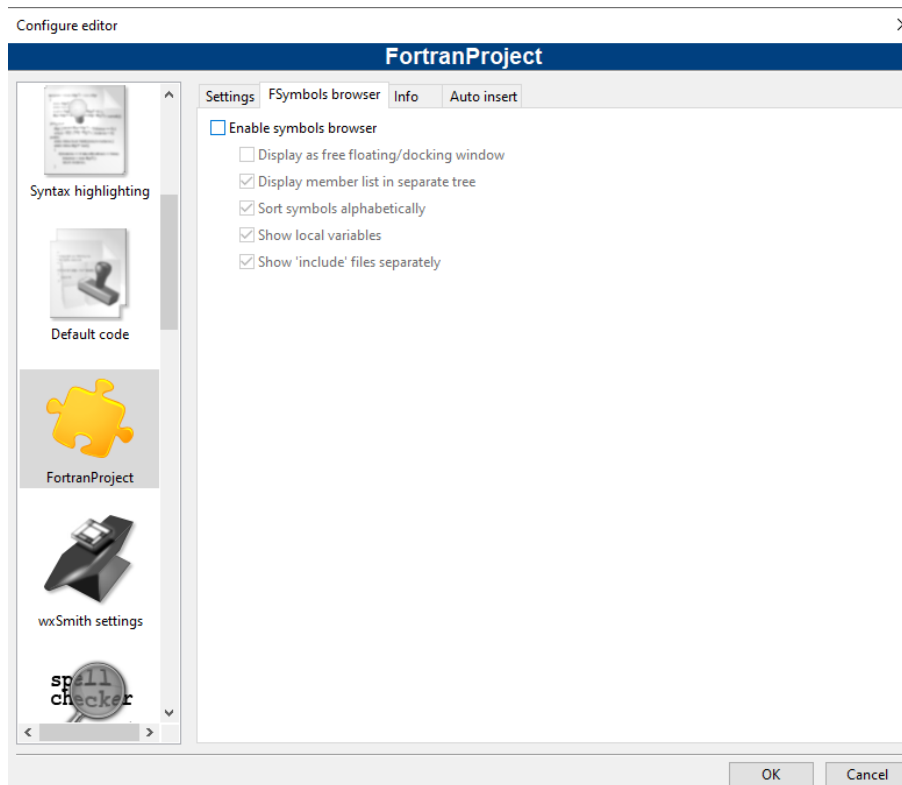 Configure editor
FortranProject
Settings FSymbols browser Info Auto insert
Enable symbols browser
Display as free floating/docking window
Display member list in separate tree
Sort symbols alphabetically
Show local variables
Show 'include' files separately
Syntax highlighting
Default code
FortranProject
wxSmith settings
spell
checker
OK Cancel